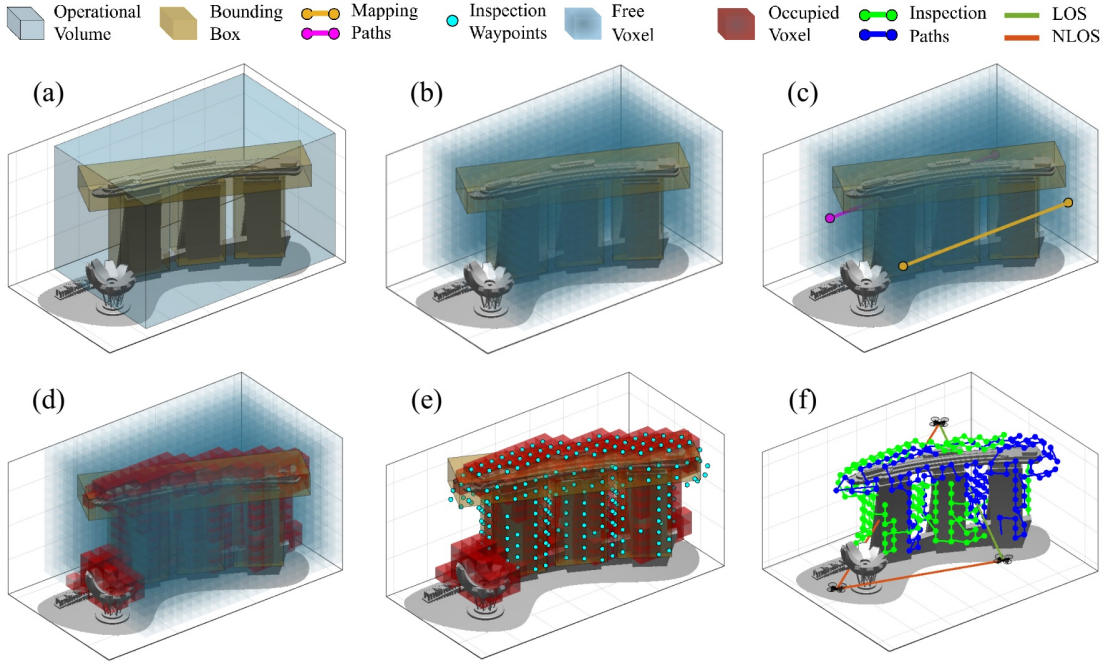 Operational Volume
Bounding Box
Mapping Paths
Inspection Waypoints
Free Voxel
Occupied Voxel
Inspection Paths
LOS
NLOS
(a)
(b)
(c)
(d)
(e)
(f)